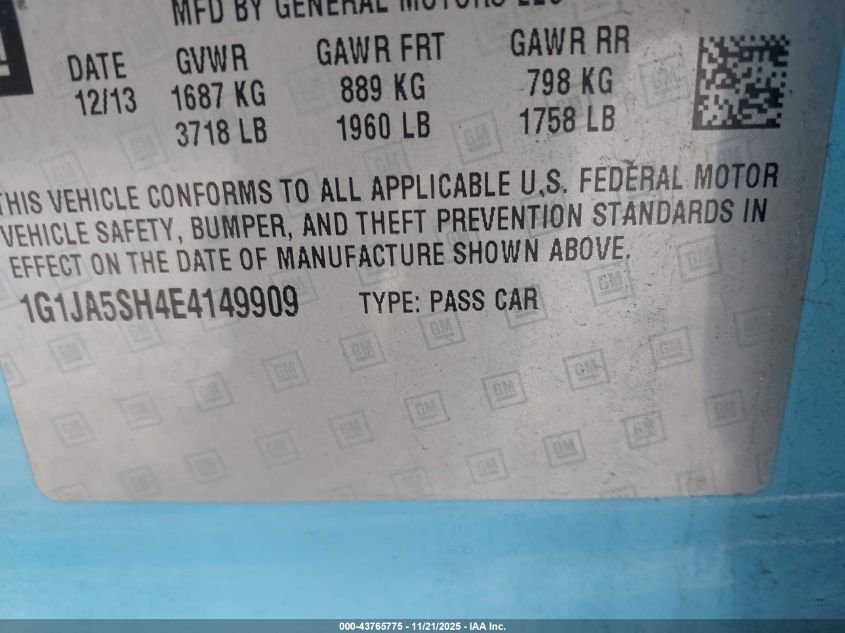 MFD BY GENERAL MOTORS LLC
DATE GVWR GAWR FRT GAWR RR
12/13 1687 KG 889 KG 798 KG
3718 LB 1960 LB 1758 LB
THIS VEHICLE CONFORMS TO ALL APPLICABLE U.S. FEDERAL MOTOR
VEHICLE SAFETY, BUMPER, AND THEFT PREVENTION STANDARDS IN
EFFECT ON THE DATE OF MANUFACTURE SHOWN ABOVE.
1G1JA5SH4E4149909 TYPE: PASS CAR
000-43765775 - 11/21/2025 - IAA Inc.